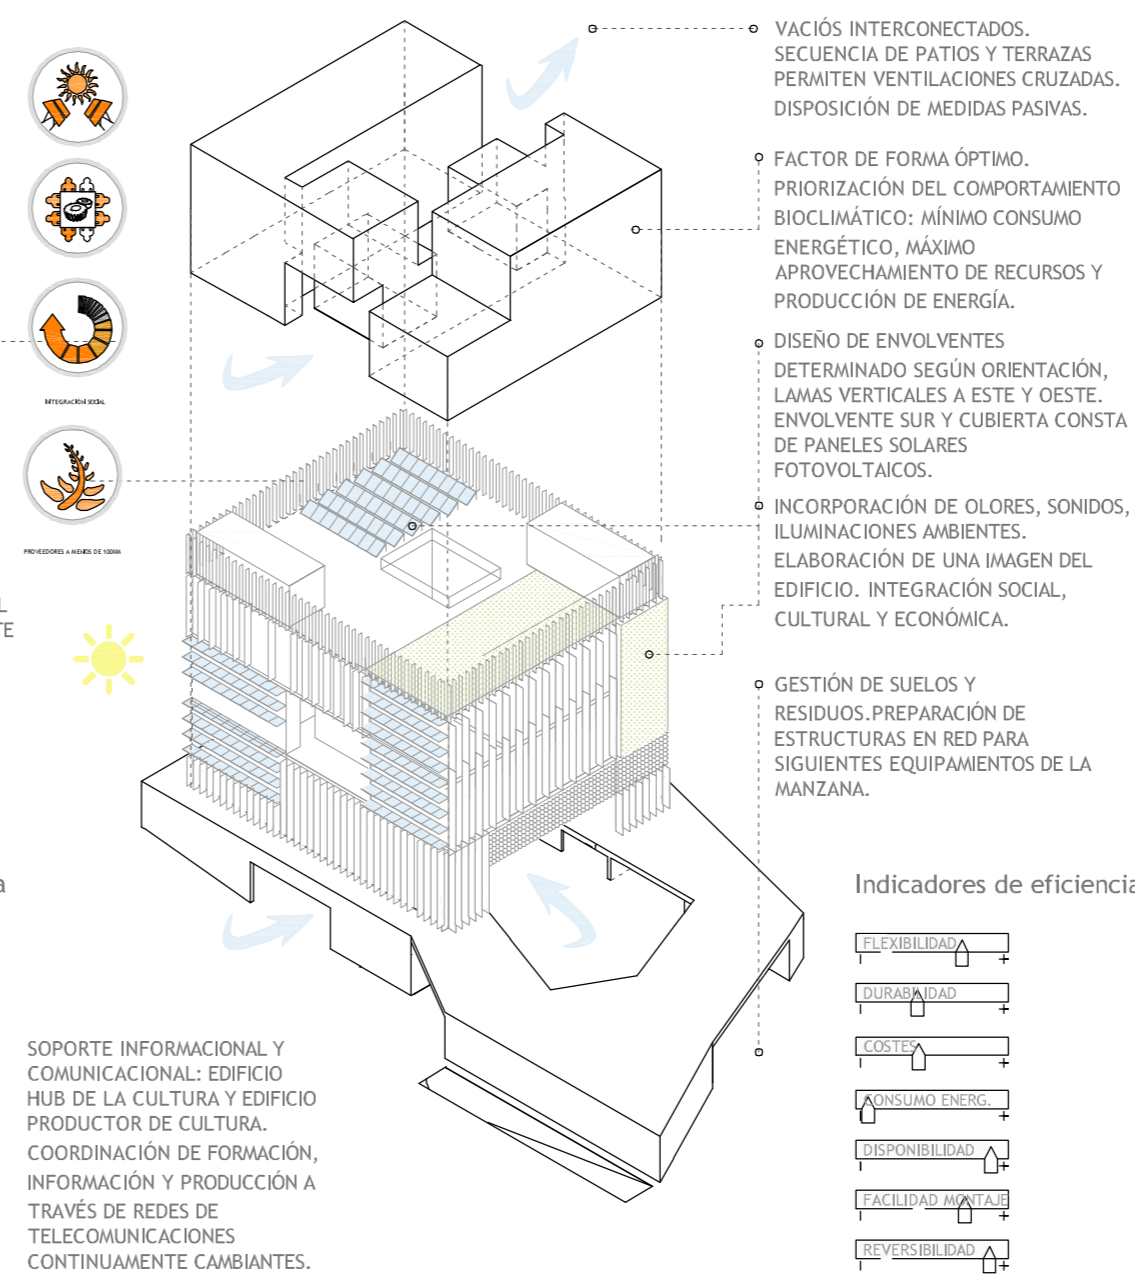 VACIÓS INTERCONECTADOS.
SECUENCIA DE PATIOS Y TERRAZAS
PERMITEN VENTILACIONES CRUZADAS.
DISPOSICIÓN DE MEDIDAS PASIVAS.
FACTOR DE FORMA ÓPTIMO.
PRIORIZACIÓN DEL COMPORTAMIENTO
BIOCLIMÁTICO: MÍNIMO CONSUMO
ENERGÉTICO, MÁXIMO
APROVECHAMIENTO DE RECURSOS Y
PRODUCCIÓN DE ENERGÍA.
DISEÑO DE ENVOLVENTES
DETERMINADO SEGÚN ORIENTACIÓN,
LAMAS VERTICALES A ESTE Y OESTE.
ENVOLVENTE SUR Y CUBIERTA CONSTA
DE PANELES SOLARES
FOTOVOLTAICOS.
INCORPORACIÓN DE OLORES, SONIDOS,
ILUMINACIONES AMBIENTES.
ELABORACIÓN DE UNA IMAGEN DEL
EDIFICIO. INTEGRACIÓN SOCIAL,
CULTURAL Y ECONÓMICA.
GESTIÓN DE SUELOS Y
RESIDUOS.PREPARACIÓN DE
ESTRUCTURAS EN RED PARA
SIGUIENTES EQUIPAMIENTOS DE LA
MANZANA.
INTEGRACIÓN SOCIAL
PROVEEDORES A MENOS DE 100KM
L
TE
a
SOPORTE INFORMACIONAL Y
COMUNICACIONAL: EDIFICIO
HUB DE LA CULTURA Y EDIFICIO
PRODUCTOR DE CULTURA.
COORDINACIÓN DE FORMACIÓN,
INFORMACIÓN Y PRODUCCIÓN A
TRAVÉS DE REDES DE
TELECOMUNICACIONES
CONTINUAMENTE CAMBIANTES.
Indicadores de eficiencia
FLEXIBILIDAD
- +
DURABILIDAD
- +
COSTES
- +
CONSUMO ENERG.
- +
DISPONIBILIDAD
- +
FACILIDAD MONTAJE
- +
REVERSIBILIDAD
- +